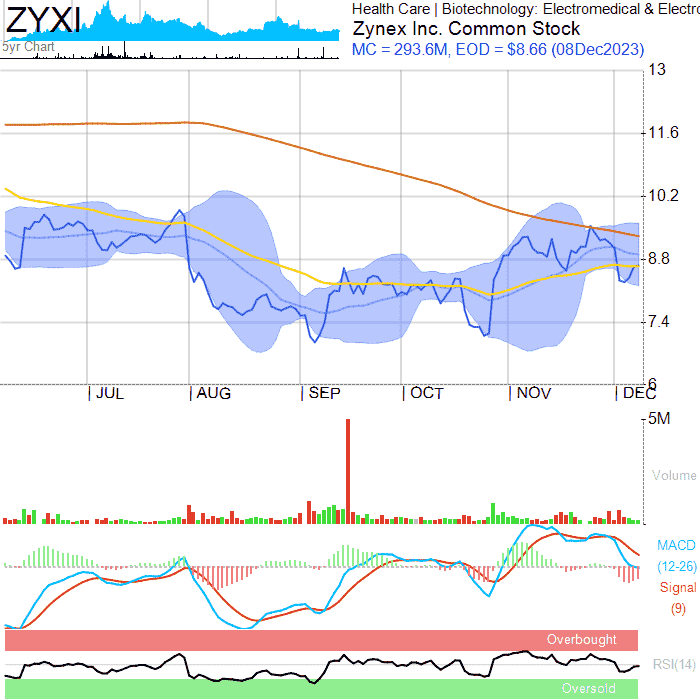 ZYXI
5yr Chart
Health Care | Biotechnology: Electromedical & Electro
Zynex Inc. Common Stock
MC = 293.6M, EOD = $8.66 (08Dec2023)
13
11.6
10.2
8.8
7.4
6
JUL AUG SEP OCT NOV DEC
5M
Volume
MACD
(12-26)
Signal
(9)
Overbought
RSI(14)
Oversold